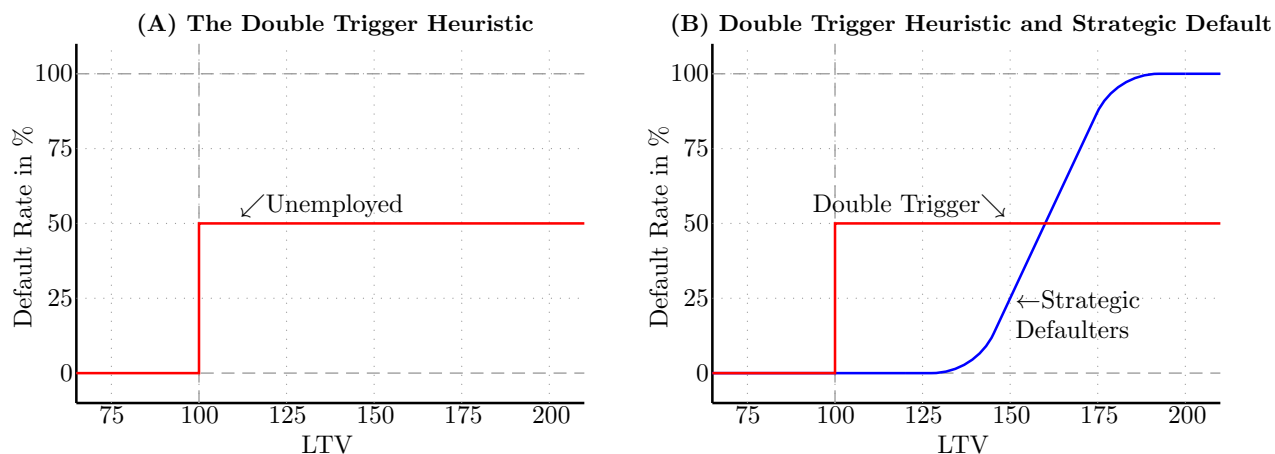 (A) The Double Trigger Heuristic
100
75
50
25
0
Default Rate in %
↙Unemployed
75
100
125
150
175
200
LTV
(B) Double Trigger Heuristic and Strategic Default
100
75
50
25
0
Default Rate in %
Double Trigger↘
←Strategic
Defaulters
75
100
125
150
175
200
LTV